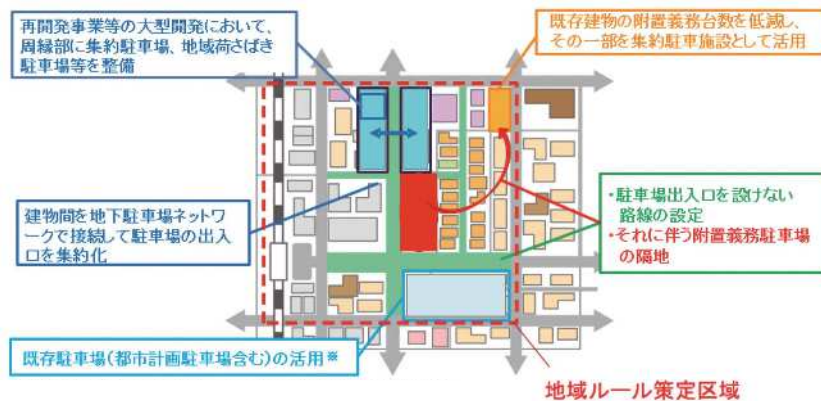 再開発事業等の大型開発において、
周縁部に集約駐車場、地域荷さばき
駐車場等を整備
既存建物の附置義務台数を低減し、
その一部を集約駐車施設として活用
建物間を地下駐車場ネットワ
ークで接続して駐車場の出入
口を集約化
・駐車場出入口を設けない
路線の設定
・それに伴う附置義務駐車場
の隔地
既存駐車場(都市計画駐車場含む)の活用※
地域ルール策定区域